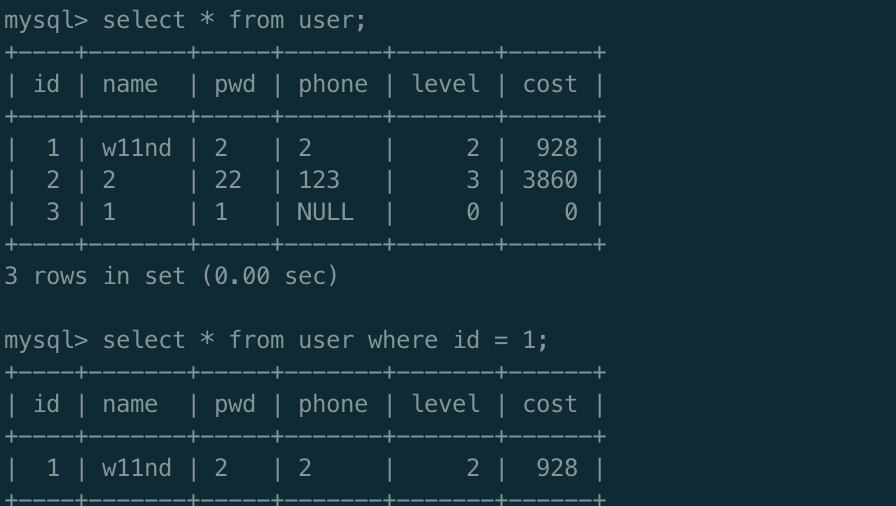 mysql> select * from user;
+----+-------+-----+-------+-------+------+
| id | name  | pwd | phone | level | cost |
+----+-------+-----+-------+-------+------+
|  1 | w11nd | 2   | 2     |     2 |  928 |
|  2 | 2     | 22  | 123   |     3 | 3860 |
|  3 | 1     | 1   | NULL  |     0 |    0 |
+----+-------+-----+-------+-------+------+
3 rows in set (0.00 sec)
mysql> select * from user where id = 1;
+----+-------+-----+-------+-------+------+
| id | name  | pwd | phone | level | cost |
+----+-------+-----+-------+-------+------+
|  1 | w11nd | 2   | 2     |     2 |  928 |
+----+-------+-----+-------+-------+------+